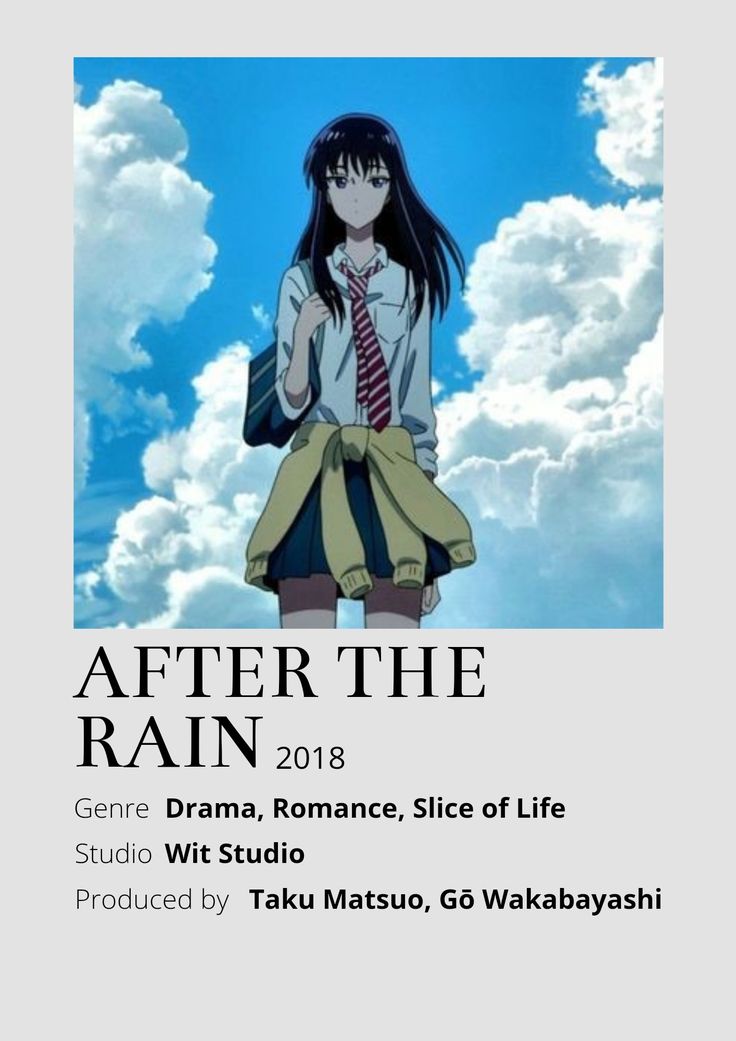 AFTER THE
RAIN 2018
Genre Drama, Romance, Slice of Life
Studio Wit Studio
Produced by Taku Matsuo, Gō Wakabayashi